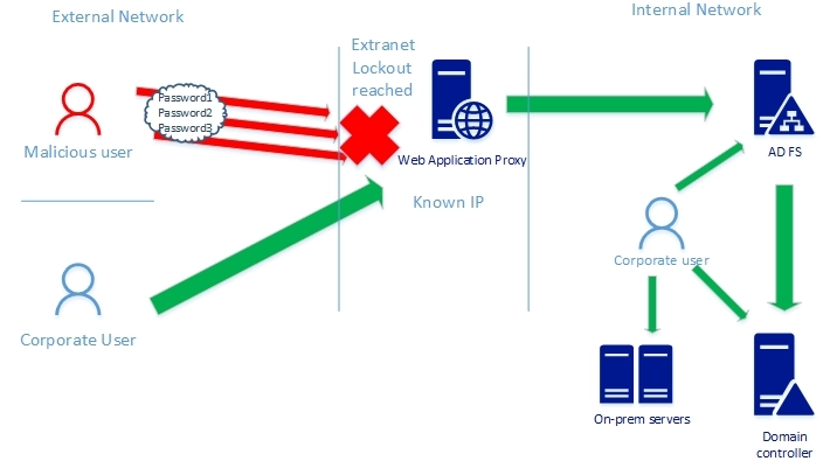 External Network
Internal Network
Extranet
Lockout
reached
Password1
Password2
Password3
Malicious user
Web Application Proxy
AD FS
Known IP
Corporate user
Corporate User
On-prem servers
Domain
controller